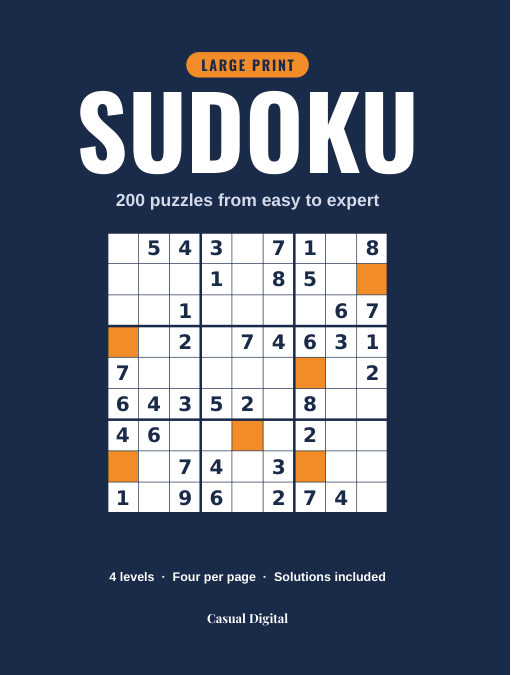 LARGE PRINT
SUDOKU
200 puzzles from easy to expert
5 4 3 7 1 8
1 8 5
1 6 7
2 7 4 6 3 1
7 2
6 4 3 5 2 8
4 6 2
7 4 3
1 9 6 2 7 4
4 levels · Four per page · Solutions included
Casual Digital